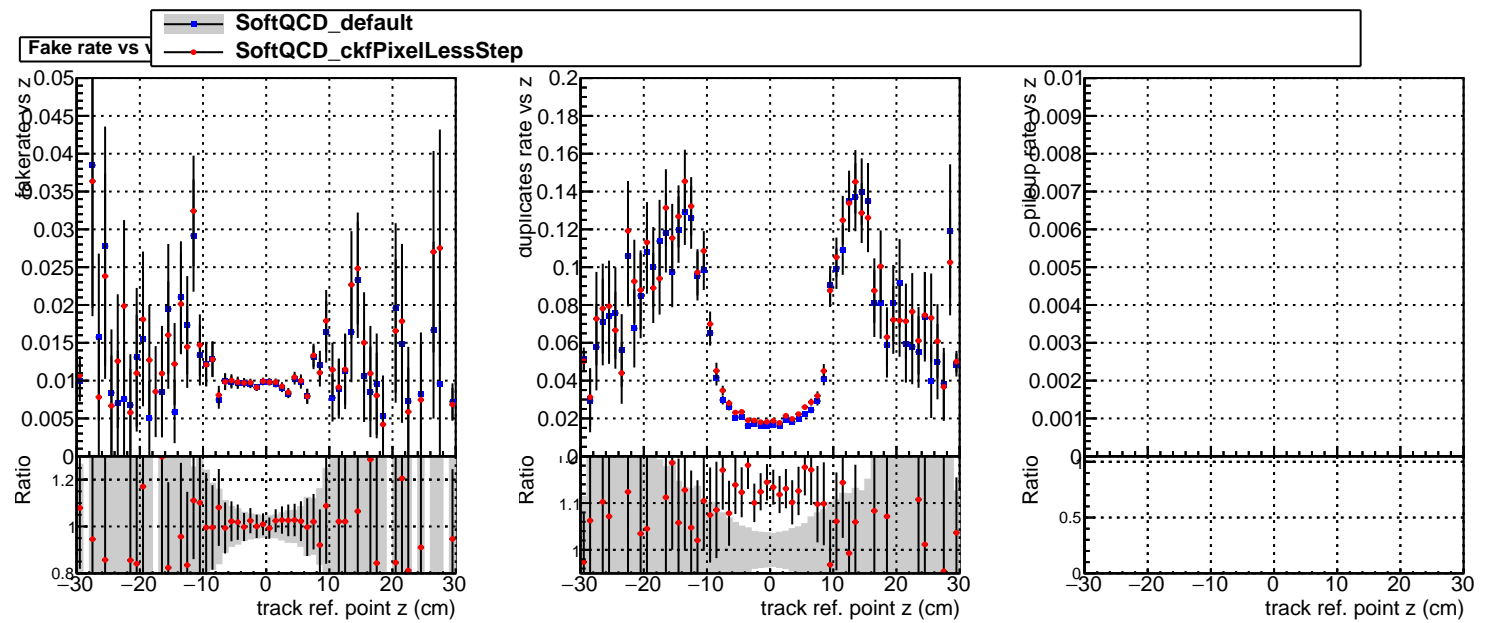 SoftQCD_default
SoftQCD_ckfPixelLessStep
Fake rate vs v
fakerate vs z
0.05
0.045
0.04
0.035
0.03
0.025
0.02
0.015
0.01
0.005
0
Ratio
1.2
1
0.8
−30 −20 −10 0 10 20 30
track ref. point z (cm)
duplicates rate vs z
0.2
0.18
0.16
0.14
0.12
0.1
0.08
0.06
0.04
0.02
Ratio
1.1
1
−30 −20 −10 0 10 20 30
track ref. point z (cm)
pileup rate vs z
0.01
0.009
0.008
0.007
0.006
0.005
0.004
0.003
0.002
0.001
0
Ratio
1
0.5
0
−30 −20 −10 0 10 20 30
track ref. point z (cm)